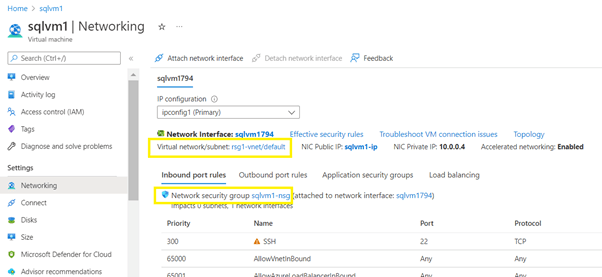 Home > sqlvm1 >
sqlvm1 | Networking
Virtual machine
Search (Ctrl+/)
Overview
Activity log
Access control (IAM)
Tags
Diagnose and solve problems
Settings
Networking
Connect
Disks
Size
Microsoft Defender for Cloud
Advisor recommendations
Attach network interface Detach network interface Feedback
sqlvm1794
IP configuration
ipconfig1 (Primary)
Network Interface: sqlvm1794 Effective security rules Troubleshoot VM connection issues Topology
Virtual network/subnet: rsg1-vnet/default NIC Public IP: sqlvm1-ip NIC Private IP: 10.0.0.4 Accelerated networking: Enabled
Inbound port rules Outbound port rules Application security groups Load balancing
Network security group sqlvm1-nsg (attached to network interface: sqlvm1794)
Impacts 0 subnets, 1 network interfaces
Priority Name Port Protocol
300 SSH 22 TCP
65000 AllowVnetInBound Any Any
65001 AllowAzureLoadBalancerInBound Any Any